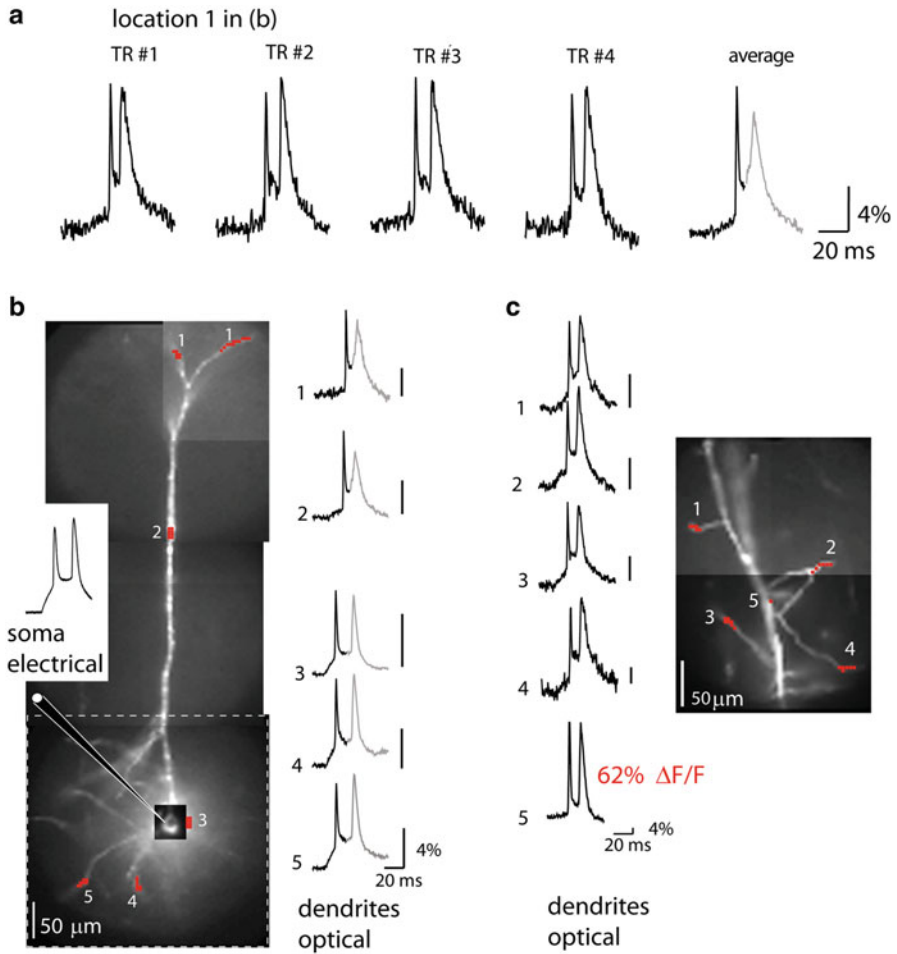 a
location 1 in (b)
TR #1
TR #2
TR #3
TR #4
average
4%
20 ms
b
1
1
2
3
4
5
soma
electrical
50 μm
1
2
3
4
5
4%
20 ms
dendrites
optical
c
1
2
3
4
5
62% ΔF/F
4%
20 ms
dendrites
optical
1
2
3
4
5
50 μm